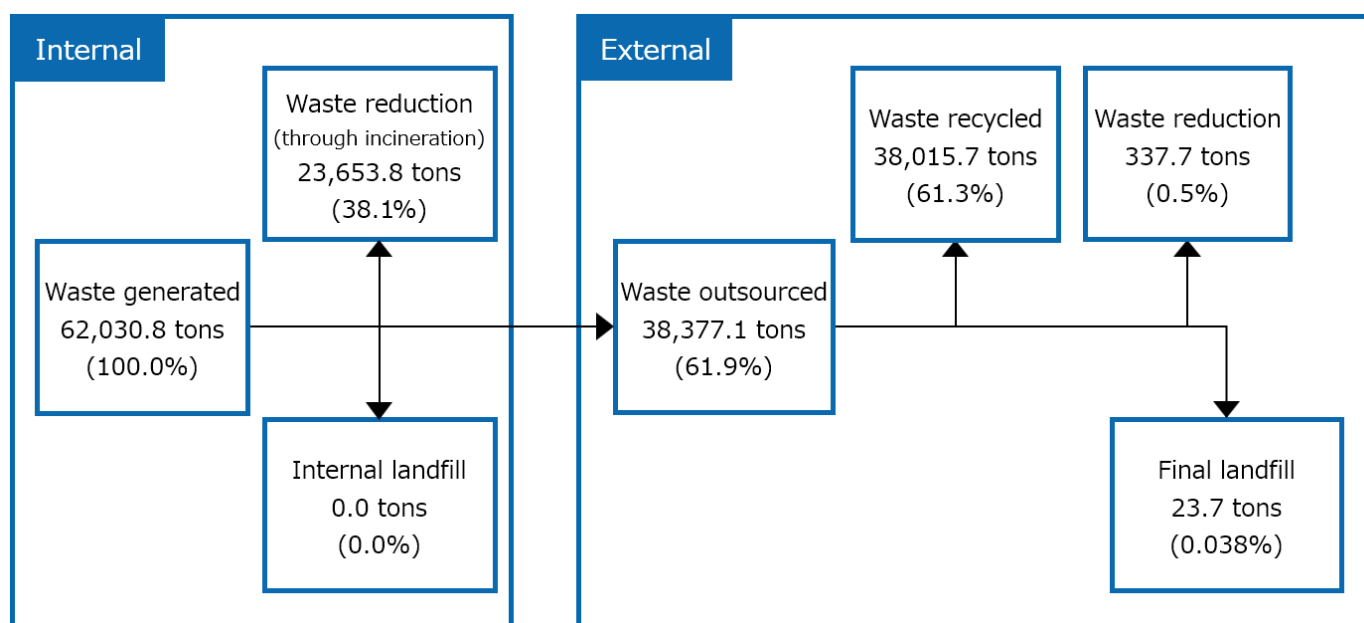 Internal
Waste reduction
(through incineration)
23,653.8 tons
(38.1%)
Waste generated
62,030.8 tons
(100.0%)
Internal landfill
0.0 tons
(0.0%)
External
Waste outsourced
38,377.1 tons
(61.9%)
Waste recycled
38,015.7 tons
(61.3%)
Waste reduction
337.7 tons
(0.5%)
Final landfill
23.7 tons
(0.038%)